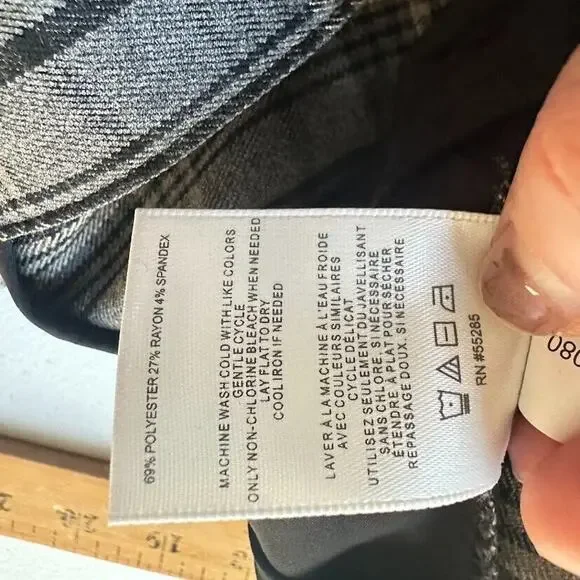 69% POLYESTER 27% RAYON 4% SPANDEX
MACHINE WASH COLD WITH LIKE COLORS
GENTLE CYCLE
ONLY NON-CHLORINE BLEACH WHEN NEEDED
LAY FLAT TO DRY
COOL IRON IF NEEDED
LAVER À LA MACHINE À L'EAU FROIDE
AVEC COULEURS SIMILAIRES
CYCLE DÉLICAT
UTILISEZ SEULEMENT DU JAVELLISANT
SANS CHLORE, SI NÉCESSAIRE
ÉTENDRE À PLAT POUR SÉCHER
REPASSAGE DOUX, SI NÉCESSAIRE
RN #55285
080